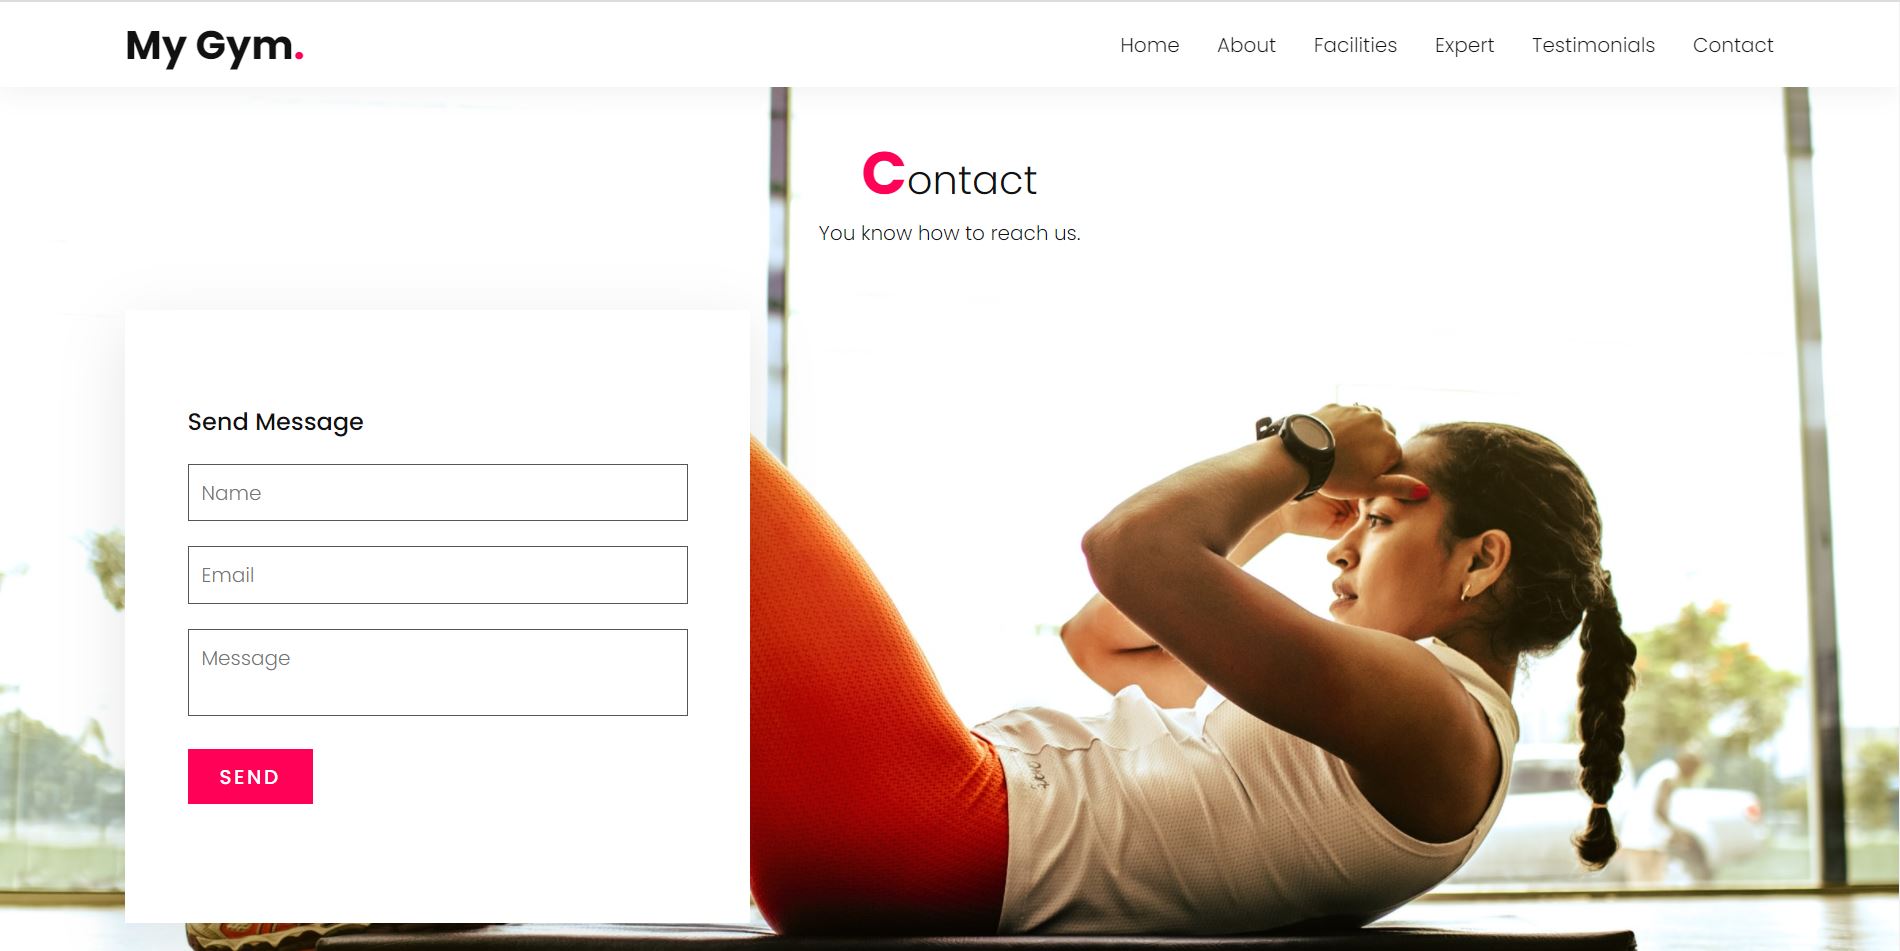 My Gym.
Home About Facilities Expert Testimonials Contact
Contact
You know how to reach us.
Send Message
Name
Email
Message
SEND